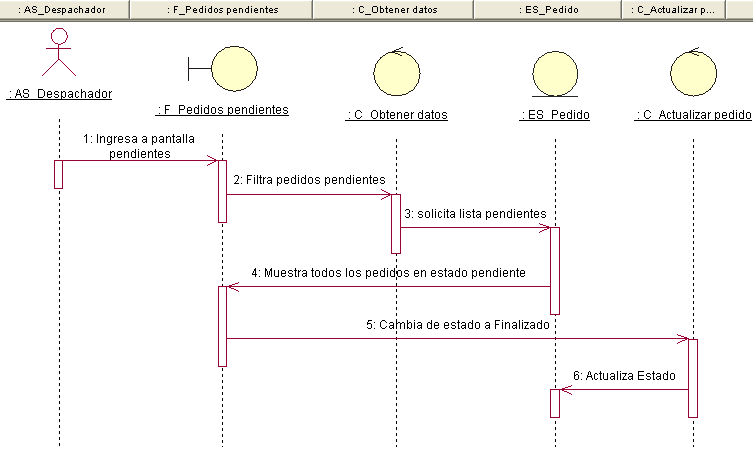 : AS_Despachador
: F_Pedidos pendientes
: C_Obtener datos
: ES_Pedido
: C_Actualizar p...
: AS_Despachador
: F_Pedidos pendientes
: C_Obtener datos
: ES_Pedido
: C_Actualizar pedido
1: Ingresa a pantalla
pendientes
2: Filtra pedidos pendientes
3: solicita lista pendientes
4: Muestra todos los pedidos en estado pendiente
5: Cambia de estado a Finalizado
6: Actualiza Estado